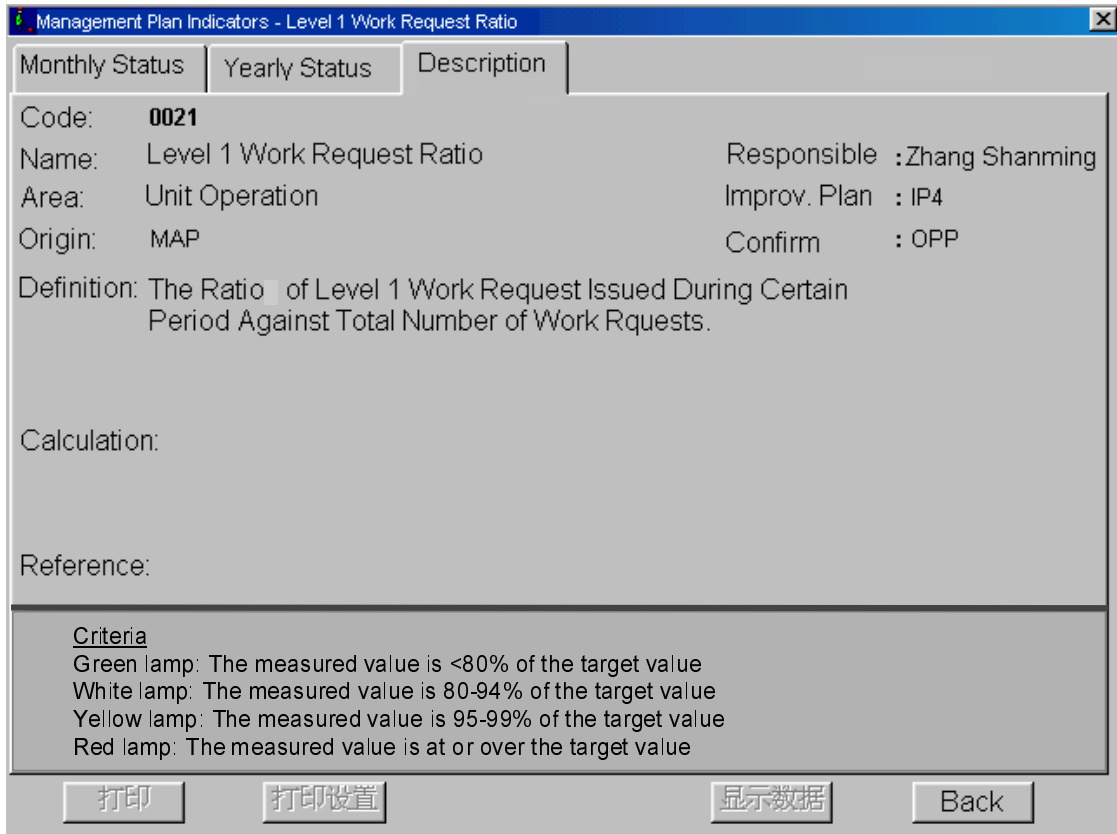 Management Plan Indicators - Level 1 Work Request Ratio
Monthly Status Yearly Status Description
Code: 0021
Name: Level 1 Work Request Ratio Responsible :Zhang Shanming
Area: Unit Operation Improv. Plan : IP4
Origin: MAP Confirm : OPP
Definition: The Ratio of Level 1 Work Request Issued During Certain
Period Against Total Number of Work Rquests.
Calculation:
Reference:
Criteria
Green lamp: The measured value is <80% of the target value
White lamp: The measured value is 80-94% of the target value
Yellow lamp: The measured value is 95-99% of the target value
Red lamp: The measured value is at or over the target value
打印 打印设置 显示数据 Back